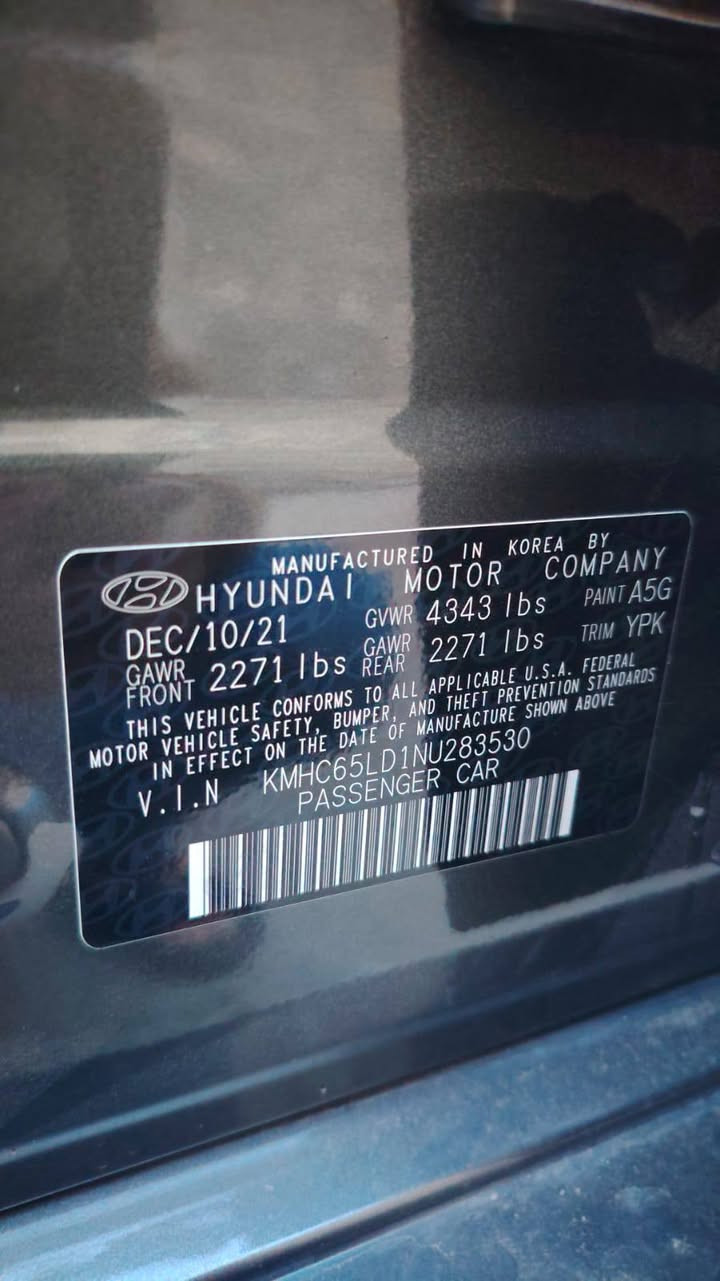 MANUFACTURED IN KOREA BY
HYUNDAI MOTOR COMPANY
DEC/10/21 GVWR 4343 lbs PAINT A5G
GAWR FRONT 2271 lbs GAWR REAR 2271 lbs TRIM YPK
THIS VEHICLE CONFORMS TO ALL APPLICABLE U.S.A. FEDERAL
MOTOR VEHICLE SAFETY, BUMPER, AND THEFT PREVENTION STANDARDS
IN EFFECT ON THE DATE OF MANUFACTURE SHOWN ABOVE
V.I.N KMHC65LD1NU283530
PASSENGER CAR